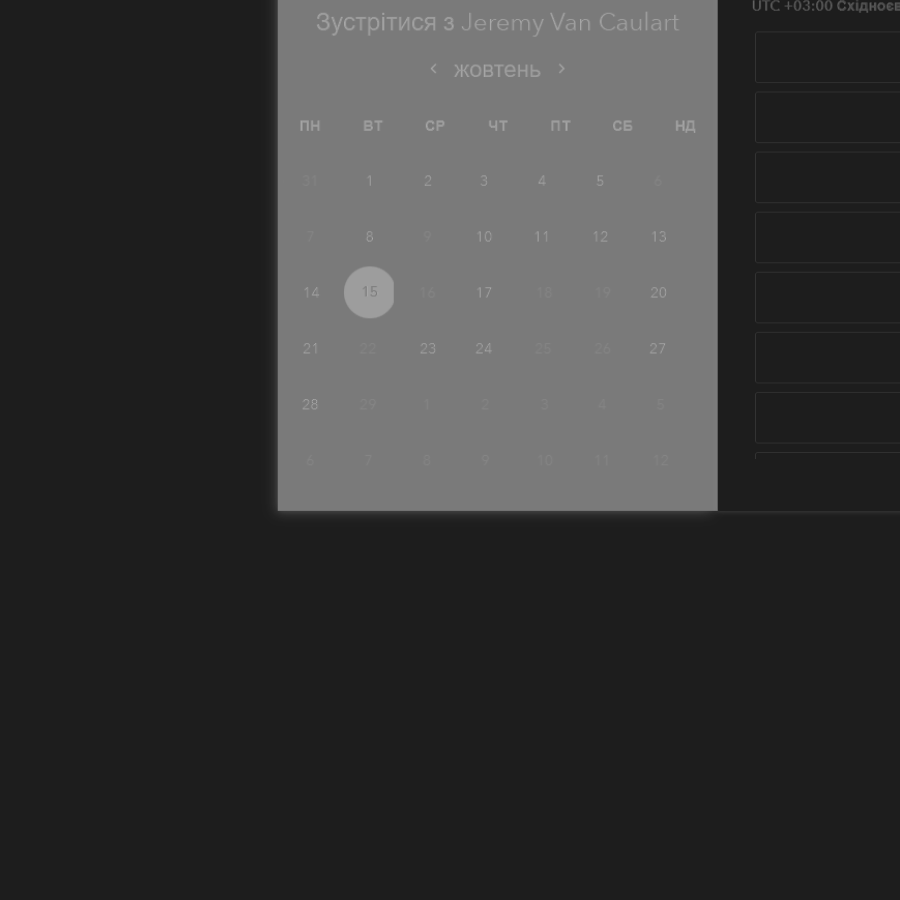 Зустрітися з Jeremy Van Caulart
UTC +03:00 Східноє
‹ жовтень ›
ПН ВТ СР ЧТ ПТ СБ НД
31 1 2 3 4 5 6
7 8 9 10 11 12 13
14 15 16 17 18 19 20
21 22 23 24 25 26 27
28 29 1 2 3 4 5
6 7 8 9 10 11 12